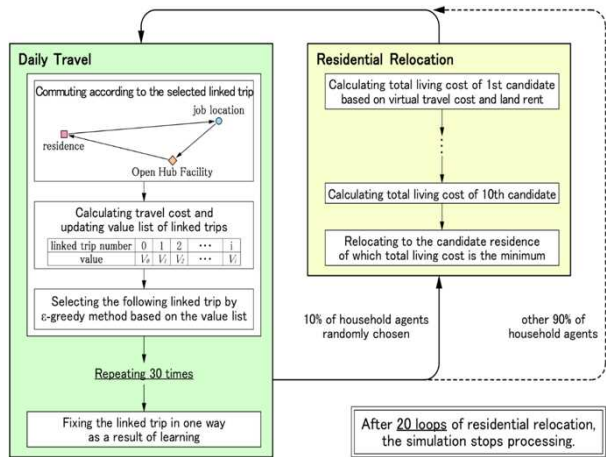 Daily Travel
Commuting according to the selected linked trip
job location
residence
Open Hub Facility
Calculating travel cost and
updating value list of linked trips
linked trip number 0 1 2 ··· i
value V₀ V₁ V₂ ··· Vᵢ
Selecting the following linked trip by
ε-greedy method based on the value list
Repeating 30 times
Fixing the linked trip in one way
as a result of learning
Residential Relocation
Calculating total living cost of 1st candidate
based on virtual travel cost and land rent
Calculating total living cost of 10th candidate
Relocating to the candidate residence
of which total living cost is the minimum
10% of household agents
randomly chosen
other 90% of
household agents
After 20 loops of residential relocation,
the simulation stops processing.